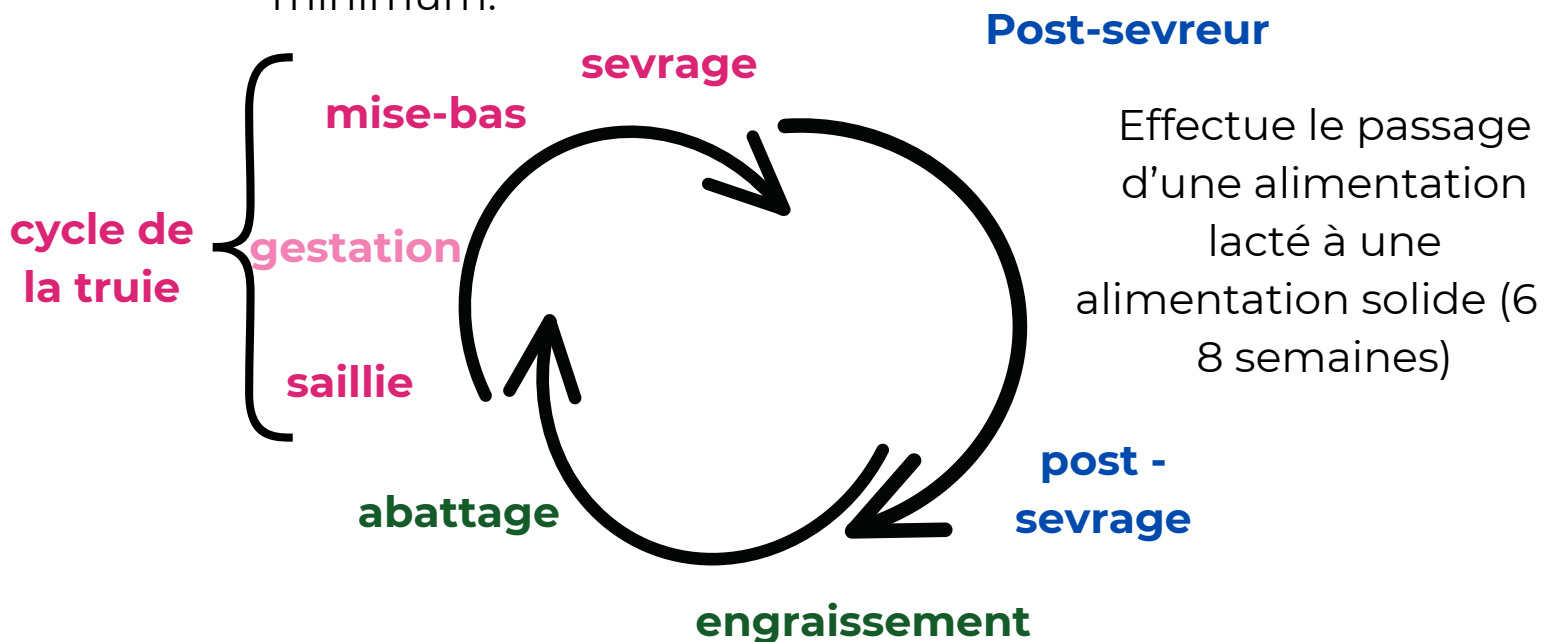 minimum.
Post-sevreur
sevrage
mise-bas
Effectue le passage
d'une alimentation
lacté à une
alimentation solide (6
8 semaines)
cycle de
la truie
gestation
saillie
post -
sevrage
abattage
engraissement